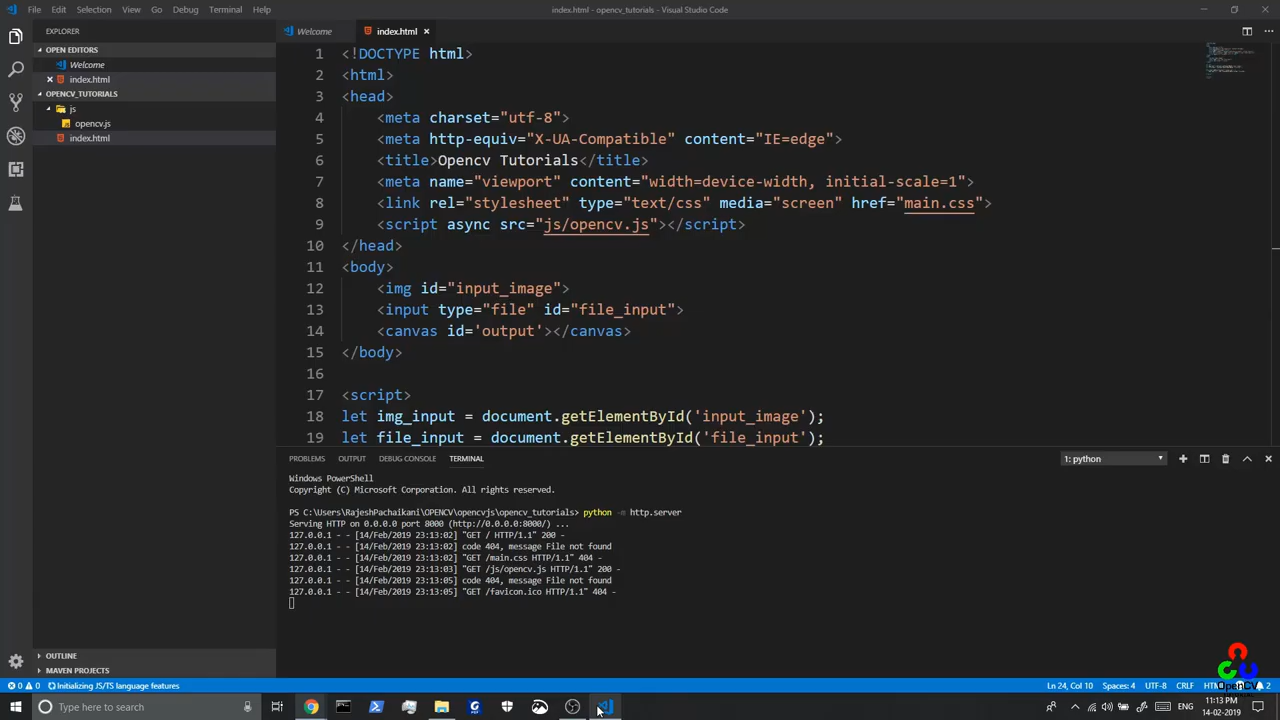 File Edit Selection View Go Debug Terminal Help
index.html - opencv_tutorials - Visual Studio Code
EXPLORER
OPEN EDITORS
Welcome
index.html
OPENCV_TUTORIALS
js
opencv.js
index.html
OUTLINE
MAVEN PROJECTS
Welcome index.html
1 <!DOCTYPE html>
2 <html>
3 <head>
4 <meta charset="utf-8">
5 <meta http-equiv="X-UA-Compatible" content="IE=edge">
6 <title>Opencv Tutorials</title>
7 <meta name="viewport" content="width=device-width, initial-scale=1">
8 <link rel="stylesheet" type="text/css" media="screen" href="main.css">
9 <script async src="js/opencv.js"></script>
10 </head>
11 <body>
12 <img id="input_image">
13 <input type="file" id="file_input">
14 <canvas id='output'></canvas>
15 </body>
16
17 <script>
18 let img_input = document.getElementById('input_image');
19 let file_input = document.getElementById('file_input');
PROBLEMS OUTPUT DEBUG CONSOLE TERMINAL
1: python
Windows PowerShell
Copyright (C) Microsoft Corporation. All rights reserved.
PS C:\Users\RajeshPachaikani\OPENCV\opencvjs\opencv_tutorials> python -m http.server
Serving HTTP on 0.0.0.0 port 8000 (http://0.0.0.0:8000/) ...
127.0.0.1 - - [14/Feb/2019 23:13:02] "GET / HTTP/1.1" 200 -
127.0.0.1 - - [14/Feb/2019 23:13:02] code 404, message File not found
127.0.0.1 - - [14/Feb/2019 23:13:02] "GET /main.css HTTP/1.1" 404 -
127.0.0.1 - - [14/Feb/2019 23:13:03] "GET /js/opencv.js HTTP/1.1" 200 -
127.0.0.1 - - [14/Feb/2019 23:13:05] code 404, message File not found
127.0.0.1 - - [14/Feb/2019 23:13:05] "GET /favicon.ico HTTP/1.1" 404 -
0 0 Initializing JS/TS language features
Ln 24, Col 10 Spaces: 4 UTF-8 CRLF 2
OpenCV
Type here to search
ENG
11:13 PM
14-02-2019